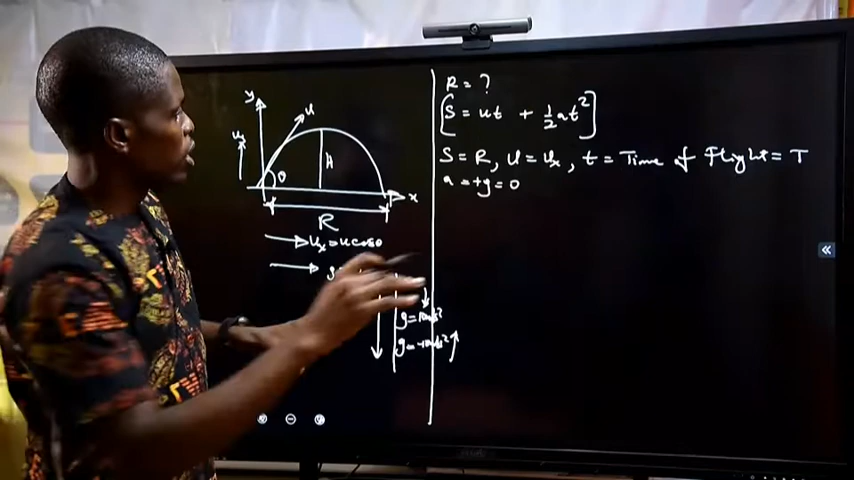 y
u
uy
H
θ
x
R
uₓ = u cos θ
g
g = 10m/s²
g = -10m/s²
R = ?
[S = ut + ½at²]
S = R, U = Uₓ, t = Time of Flight = T
a = +g = 0